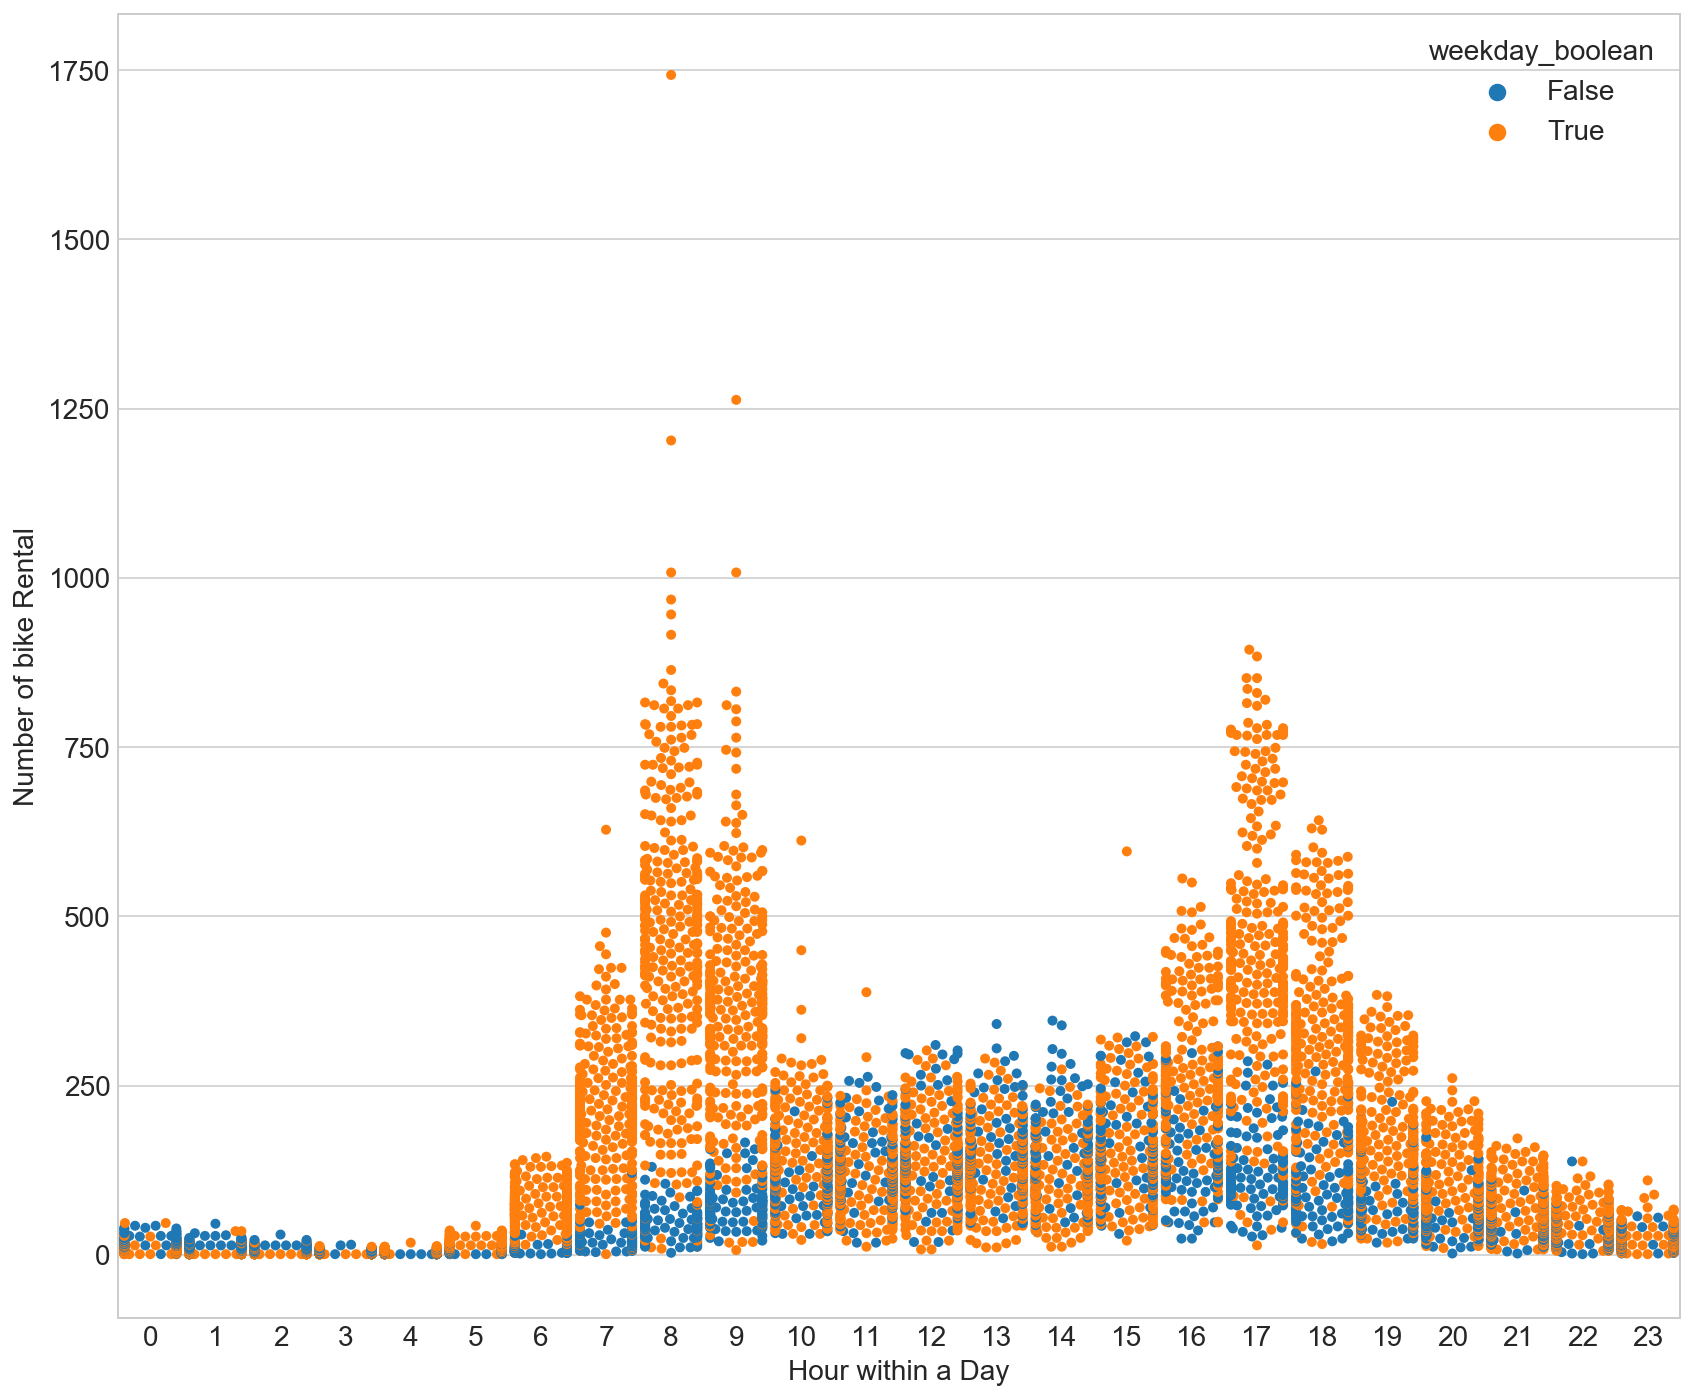 weekday_boolean
False
True
1750
1500
1250
1000
750
500
250
0
Number of bike Rental
0 1 2 3 4 5 6 7 8 9 10 11 12 13 14 15 16 17 18 19 20 21 22 23
Hour within a Day